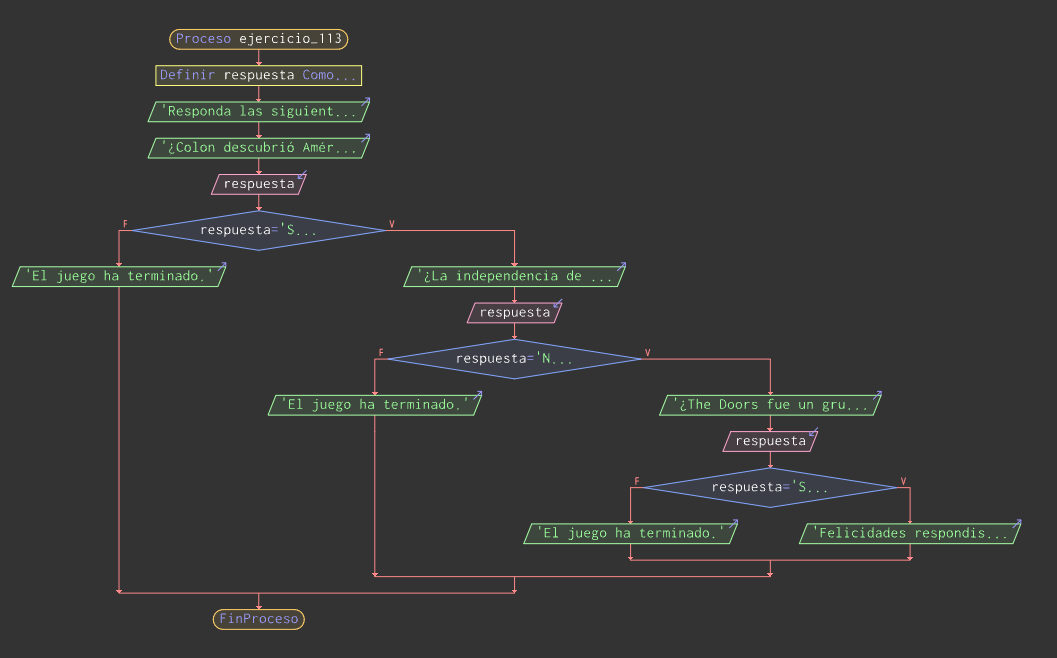 Proceso ejercicio_113
Definir respuesta Como...
'Responda las siguient...
'¿Colon descubrió Amér...
respuesta
F
respuesta='S...
V
'El juego ha terminado.'
'¿La independencia de ...
respuesta
F
respuesta='N...
V
'El juego ha terminado.'
'¿The Doors fue un gru...
respuesta
F
respuesta='S...
V
'El juego ha terminado.'
'Felicidades respondis...
FinProceso